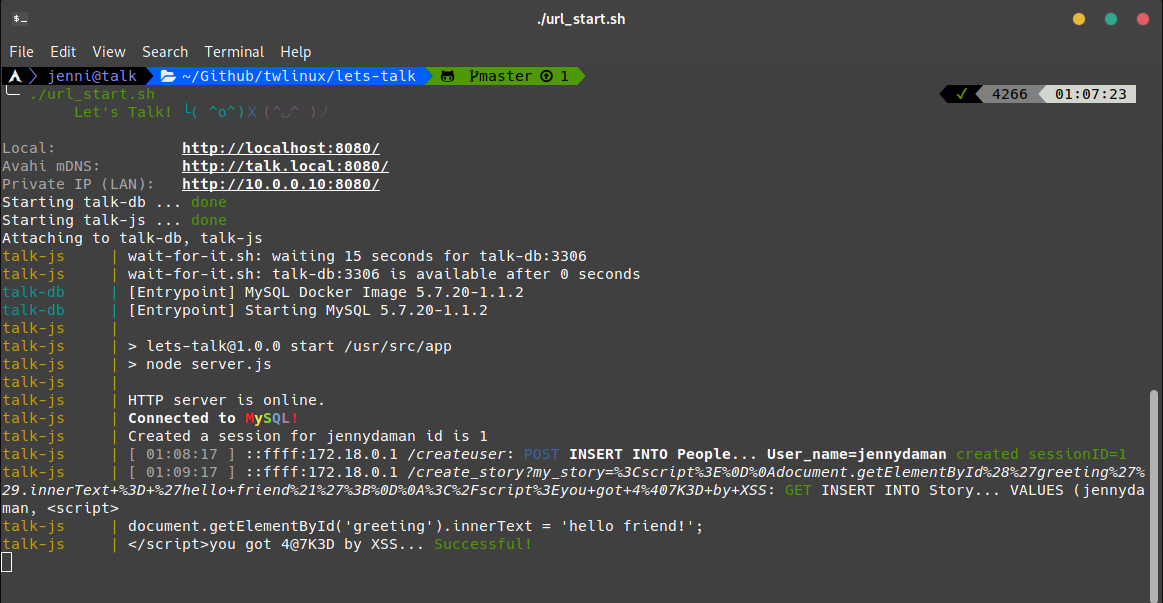 ./url_start.sh
File Edit View Search Terminal Help
jenni@talk ~/Github/twlinux/lets-talk master 1
./url_start.sh ✓ 4266 01:07:23
Let's Talk! ╰( ^o^)X(^◡^ )/
Local: http://localhost:8080/
Avahi mDNS: http://talk.local:8080/
Private IP (LAN): http://10.0.0.10:8080/
Starting talk-db ... done
Starting talk-js ... done
Attaching to talk-db, talk-js
talk-js | wait-for-it.sh: waiting 15 seconds for talk-db:3306
talk-js | wait-for-it.sh: talk-db:3306 is available after 0 seconds
talk-db | [Entrypoint] MySQL Docker Image 5.7.20-1.1.2
talk-db | [Entrypoint] Starting MySQL 5.7.20-1.1.2
talk-js |
talk-js | > lets-talk@1.0.0 start /usr/src/app
talk-js | > node server.js
talk-js |
talk-js | HTTP server is online.
talk-js | Connected to MySQL!
talk-js | Created a session for jennydaman id is 1
talk-js | [ 01:08:17 ] ::ffff:172.18.0.1 /createuser: POST INSERT INTO People... User_name=jennydaman created sessionID=1
talk-js | [ 01:09:17 ] ::ffff:172.18.0.1 /create_story?my_story=%3Cscript%3E%0D%0Adocument.getElementById%28%27greeting%27%
29.innerText+%3D+%27hello+friend%21%27%3B%0D%0A%3C%2Fscript%3Eyou+got+4%407K3D+by+XSS: GET INSERT INTO Story... VALUES (jennyda
man, <script>
talk-js | document.getElementById('greeting').innerText = 'hello friend!';
talk-js | </script>you got 4@7K3D by XSS... Successful!